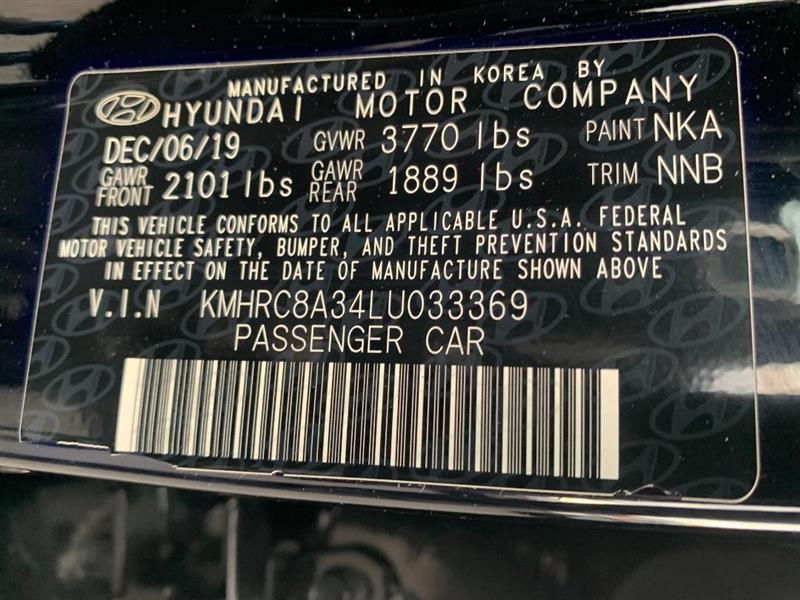 MANUFACTURED IN KOREA BY
HYUNDAI MOTOR COMPANY
DEC/06/19 GVWR 3770 lbs PAINT NKA
GAWR FRONT 2101 lbs GAWR REAR 1889 lbs TRIM NNB
THIS VEHICLE CONFORMS TO ALL APPLICABLE U.S.A. FEDERAL
MOTOR VEHICLE SAFETY, BUMPER, AND THEFT PREVENTION STANDARDS
IN EFFECT ON THE DATE OF MANUFACTURE SHOWN ABOVE
V.I.N KMHRC8A34LU033369
PASSENGER CAR